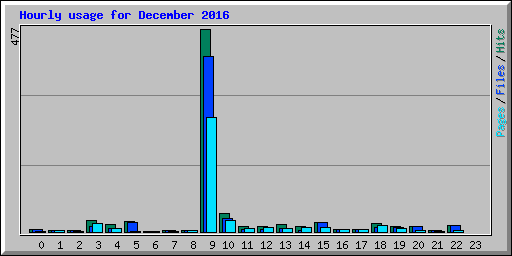 Hourly usage for December 2016
477
Pages/Files/Hits
0 1 2 3 4 5 6 7 8 9 10 11 12 13 14 15 16 17 18 19 20 21 22 23